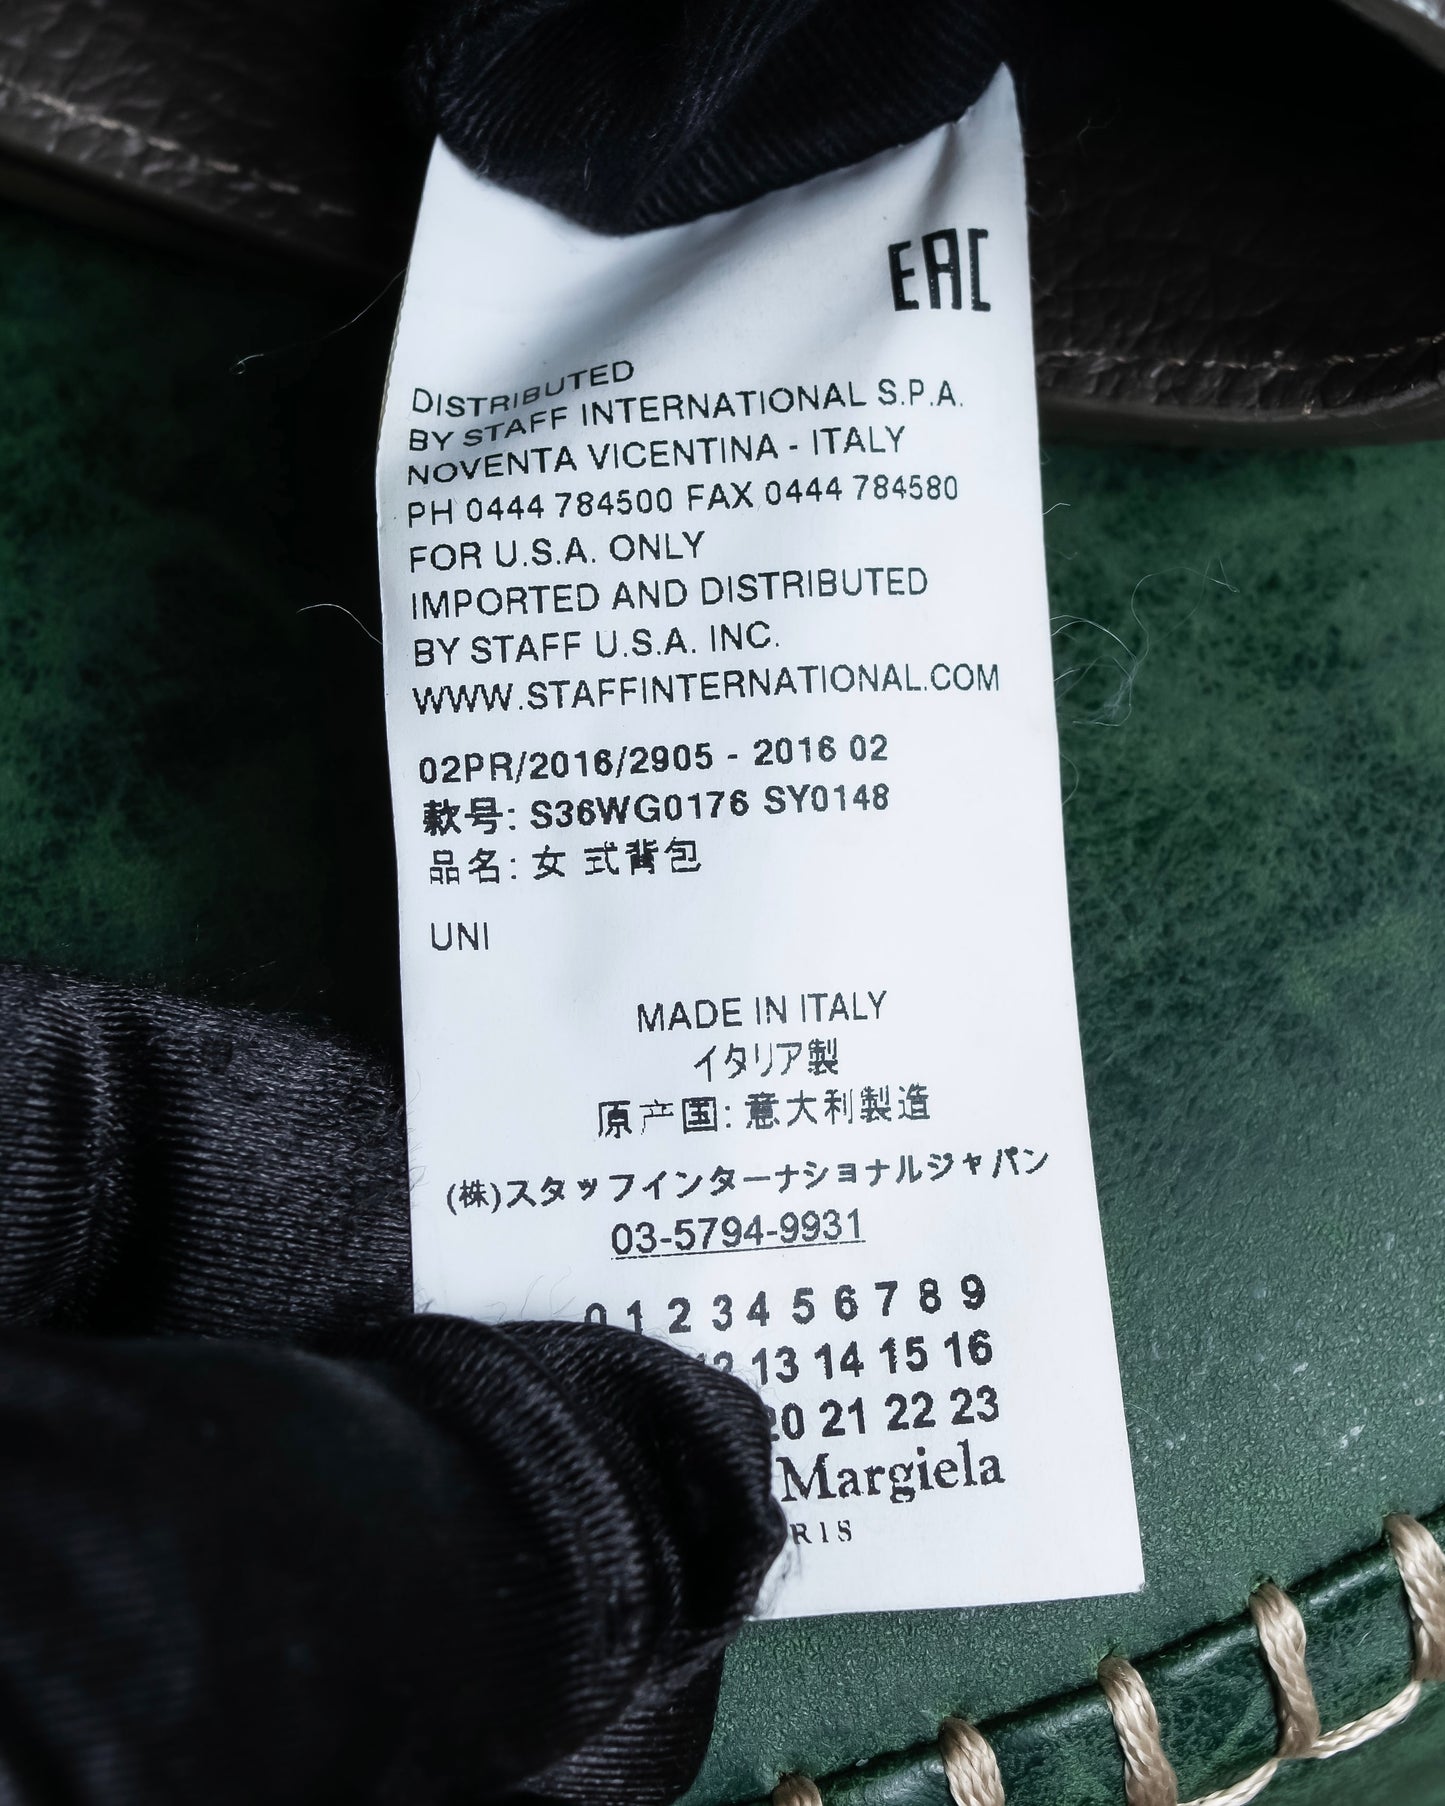 EAC
DISTRIBUTED
BY STAFF INTERNATIONAL S.P.A.
NOVENTA VICENTINA - ITALY
PH 0444 784500 FAX 0444 784580
FOR U.S.A. ONLY
IMPORTED AND DISTRIBUTED
BY STAFF U.S.A. INC.
WWW.STAFFINTERNATIONAL.COM
02PR/2016/2905 - 2016 02
款号: S36WG0176 SY0148
品名: 女 式背包
UNI
MADE IN ITALY
イタリア製
原产国: 意大利製造
(株)スタッフインターナショナルジャパン
03-5794-9931
0 1 2 3 4 5 6 7 8 9
12 13 14 15 16
20 21 22 23
Margiela
RIS